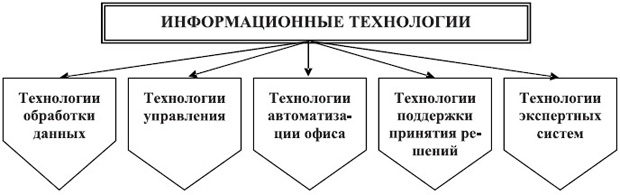 ИНФОРМАЦИОННЫЕ ТЕХНОЛОГИИ
Технологии
обработки
данных
Технологии
управления
Технологии
автоматиза-
ции офиса
Технологии
поддержки
принятия ре-
шений
Технологии
экспертных
систем